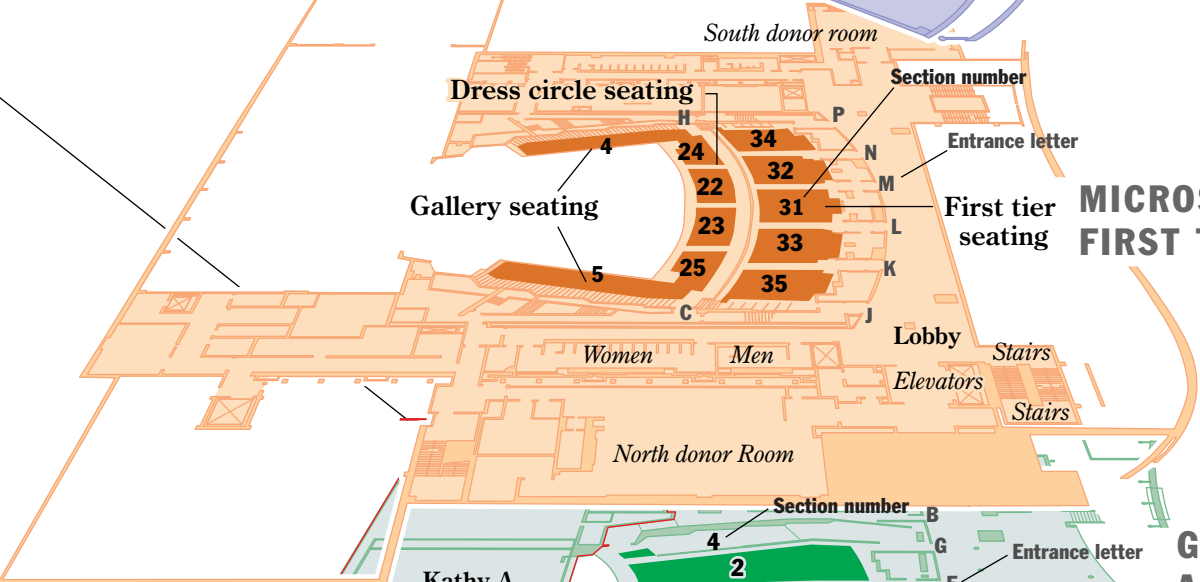 South donor room
Section number
Dress circle seating
H
P
34
4
24
N
Entrance letter
32
M
22
Gallery seating
31
First tier
seating
MICROS
FIRST
23
L
33
25
K
5
35
C
J
Lobby
Women
Men
Stairs
Elevators
Stairs
North donor Room
Section number
B
4
G
Entrance letter
2
Kathy A
G